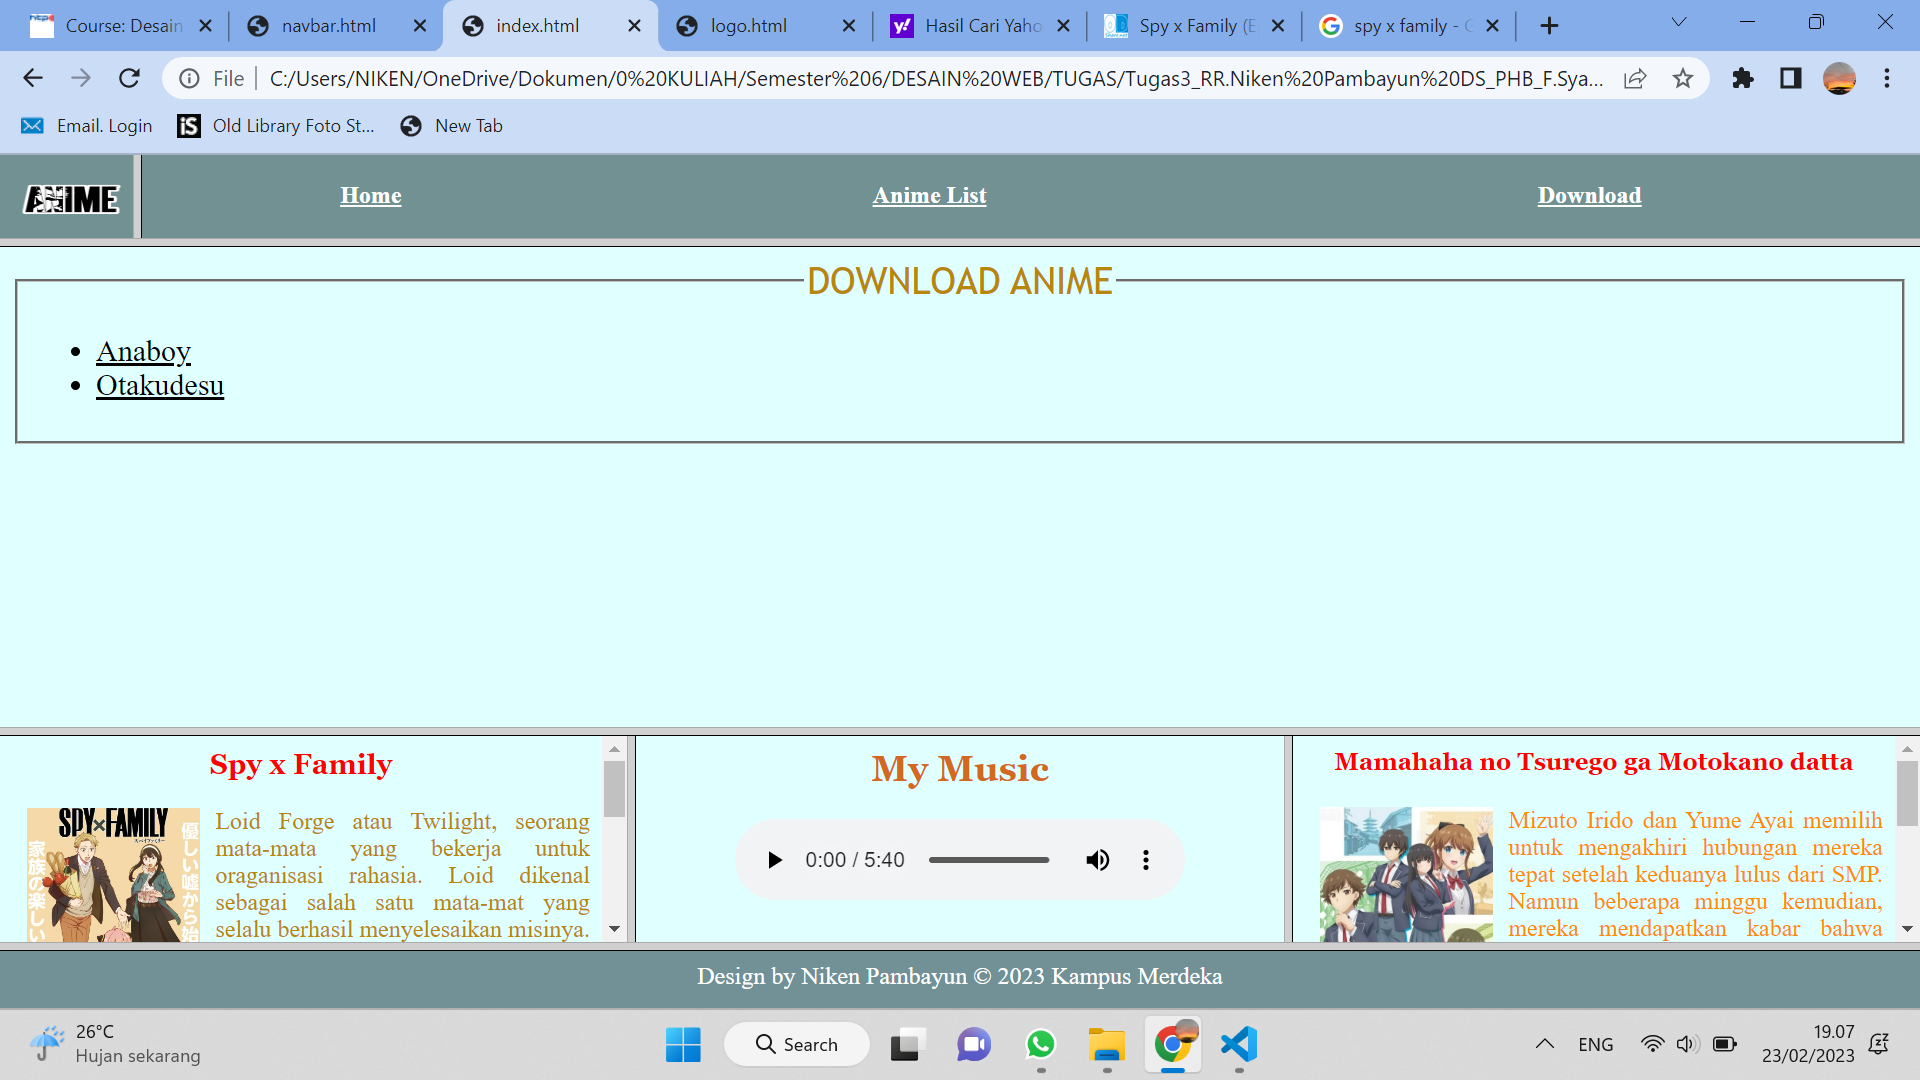 Course: Desain
navbar.html
index.html
logo.html
Hasil Cari Yaho
Spy x Family (E
spy x family - G
File
C:/Users/NIKEN/OneDrive/Dokumen/0%20KULIAH/Semester%206/DESAIN%20WEB/TUGAS/Tugas3_RR.Niken%20Pambayun%20DS_PHB_F.Sya...
Email. Login
Old Library Foto St...
New Tab
ANIME
Home
Anime List
Download
DOWNLOAD ANIME
Anaboy
Otakudesu
Spy x Family
SPY×FAMILY
Loid Forge atau Twilight, seorang
mata-mata yang bekerja untuk
oraganisasi rahasia. Loid dikenal
sebagai salah satu mata-mat yang
selalu berhasil menyelesaikan misinya.
My Music
0:00 / 5:40
Mamahaha no Tsurego ga Motokano datta
Mizuto Irido dan Yume Ayai memilih
untuk mengakhiri hubungan mereka
tepat setelah keduanya lulus dari SMP.
Namun beberapa minggu kemudian,
mereka mendapatkan kabar bahwa
Design by Niken Pambayun © 2023 Kampus Merdeka
26°C
Hujan sekarang
Search
ENG
19.07
23/02/2023